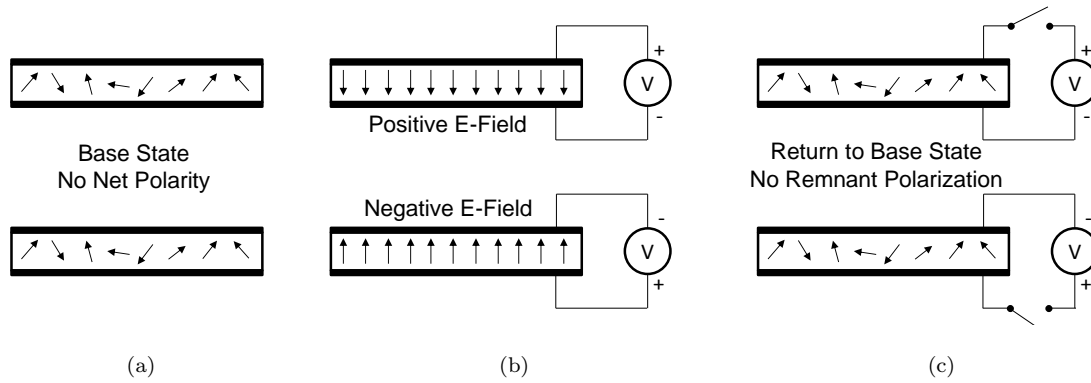 Base State
No Net Polarity
(a)
+
V
-
Positive E-Field
Negative E-Field
-
V
+
(b)
+
V
-
Return to Base State
No Remnant Polarization
-
V
+
(c)